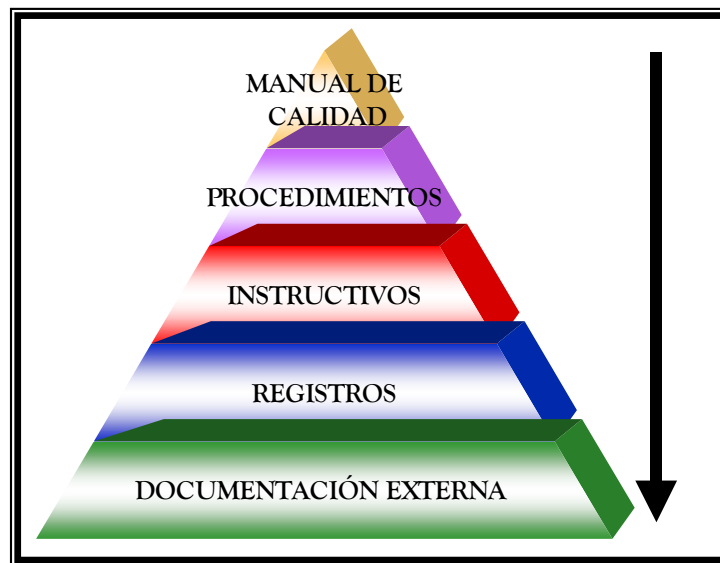 MANUAL DE
CALIDAD
PROCEDIMIENTOS
INSTRUCTIVOS
REGISTROS
DOCUMENTACIÓN EXTERNA